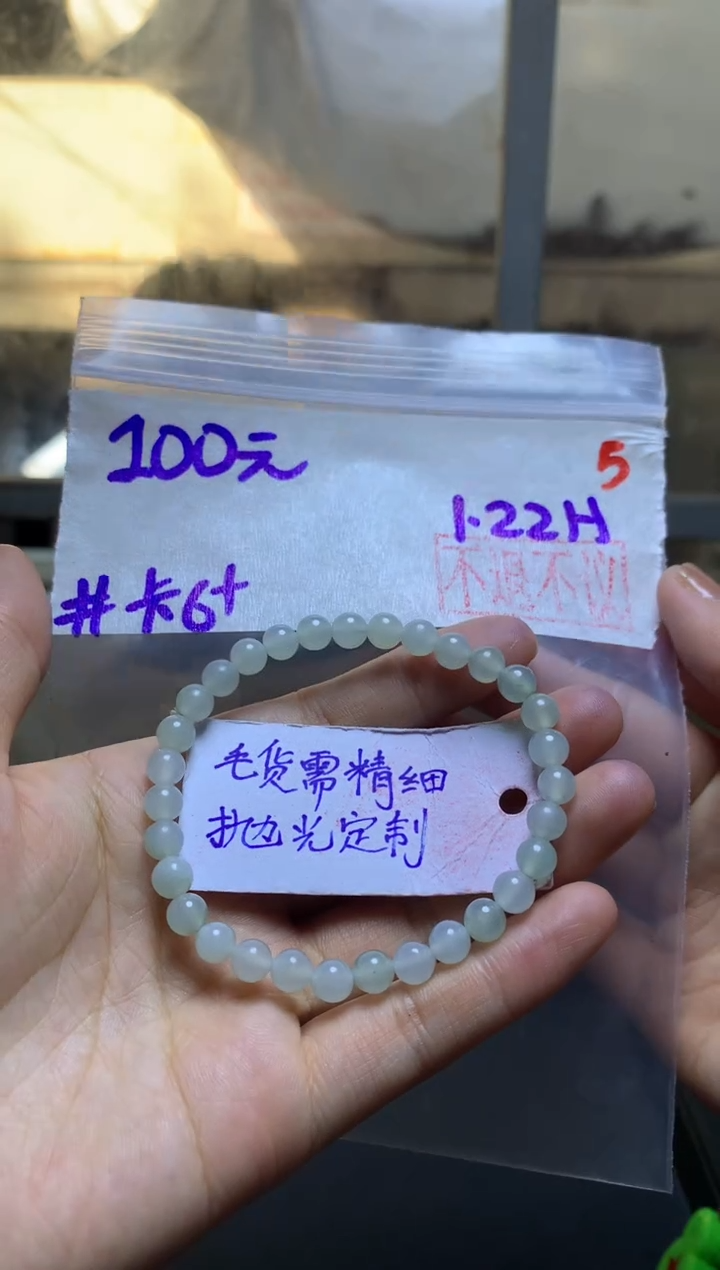 100元
5
1.22H
不退不议
#卡6+
毛货需精细
抛光定制